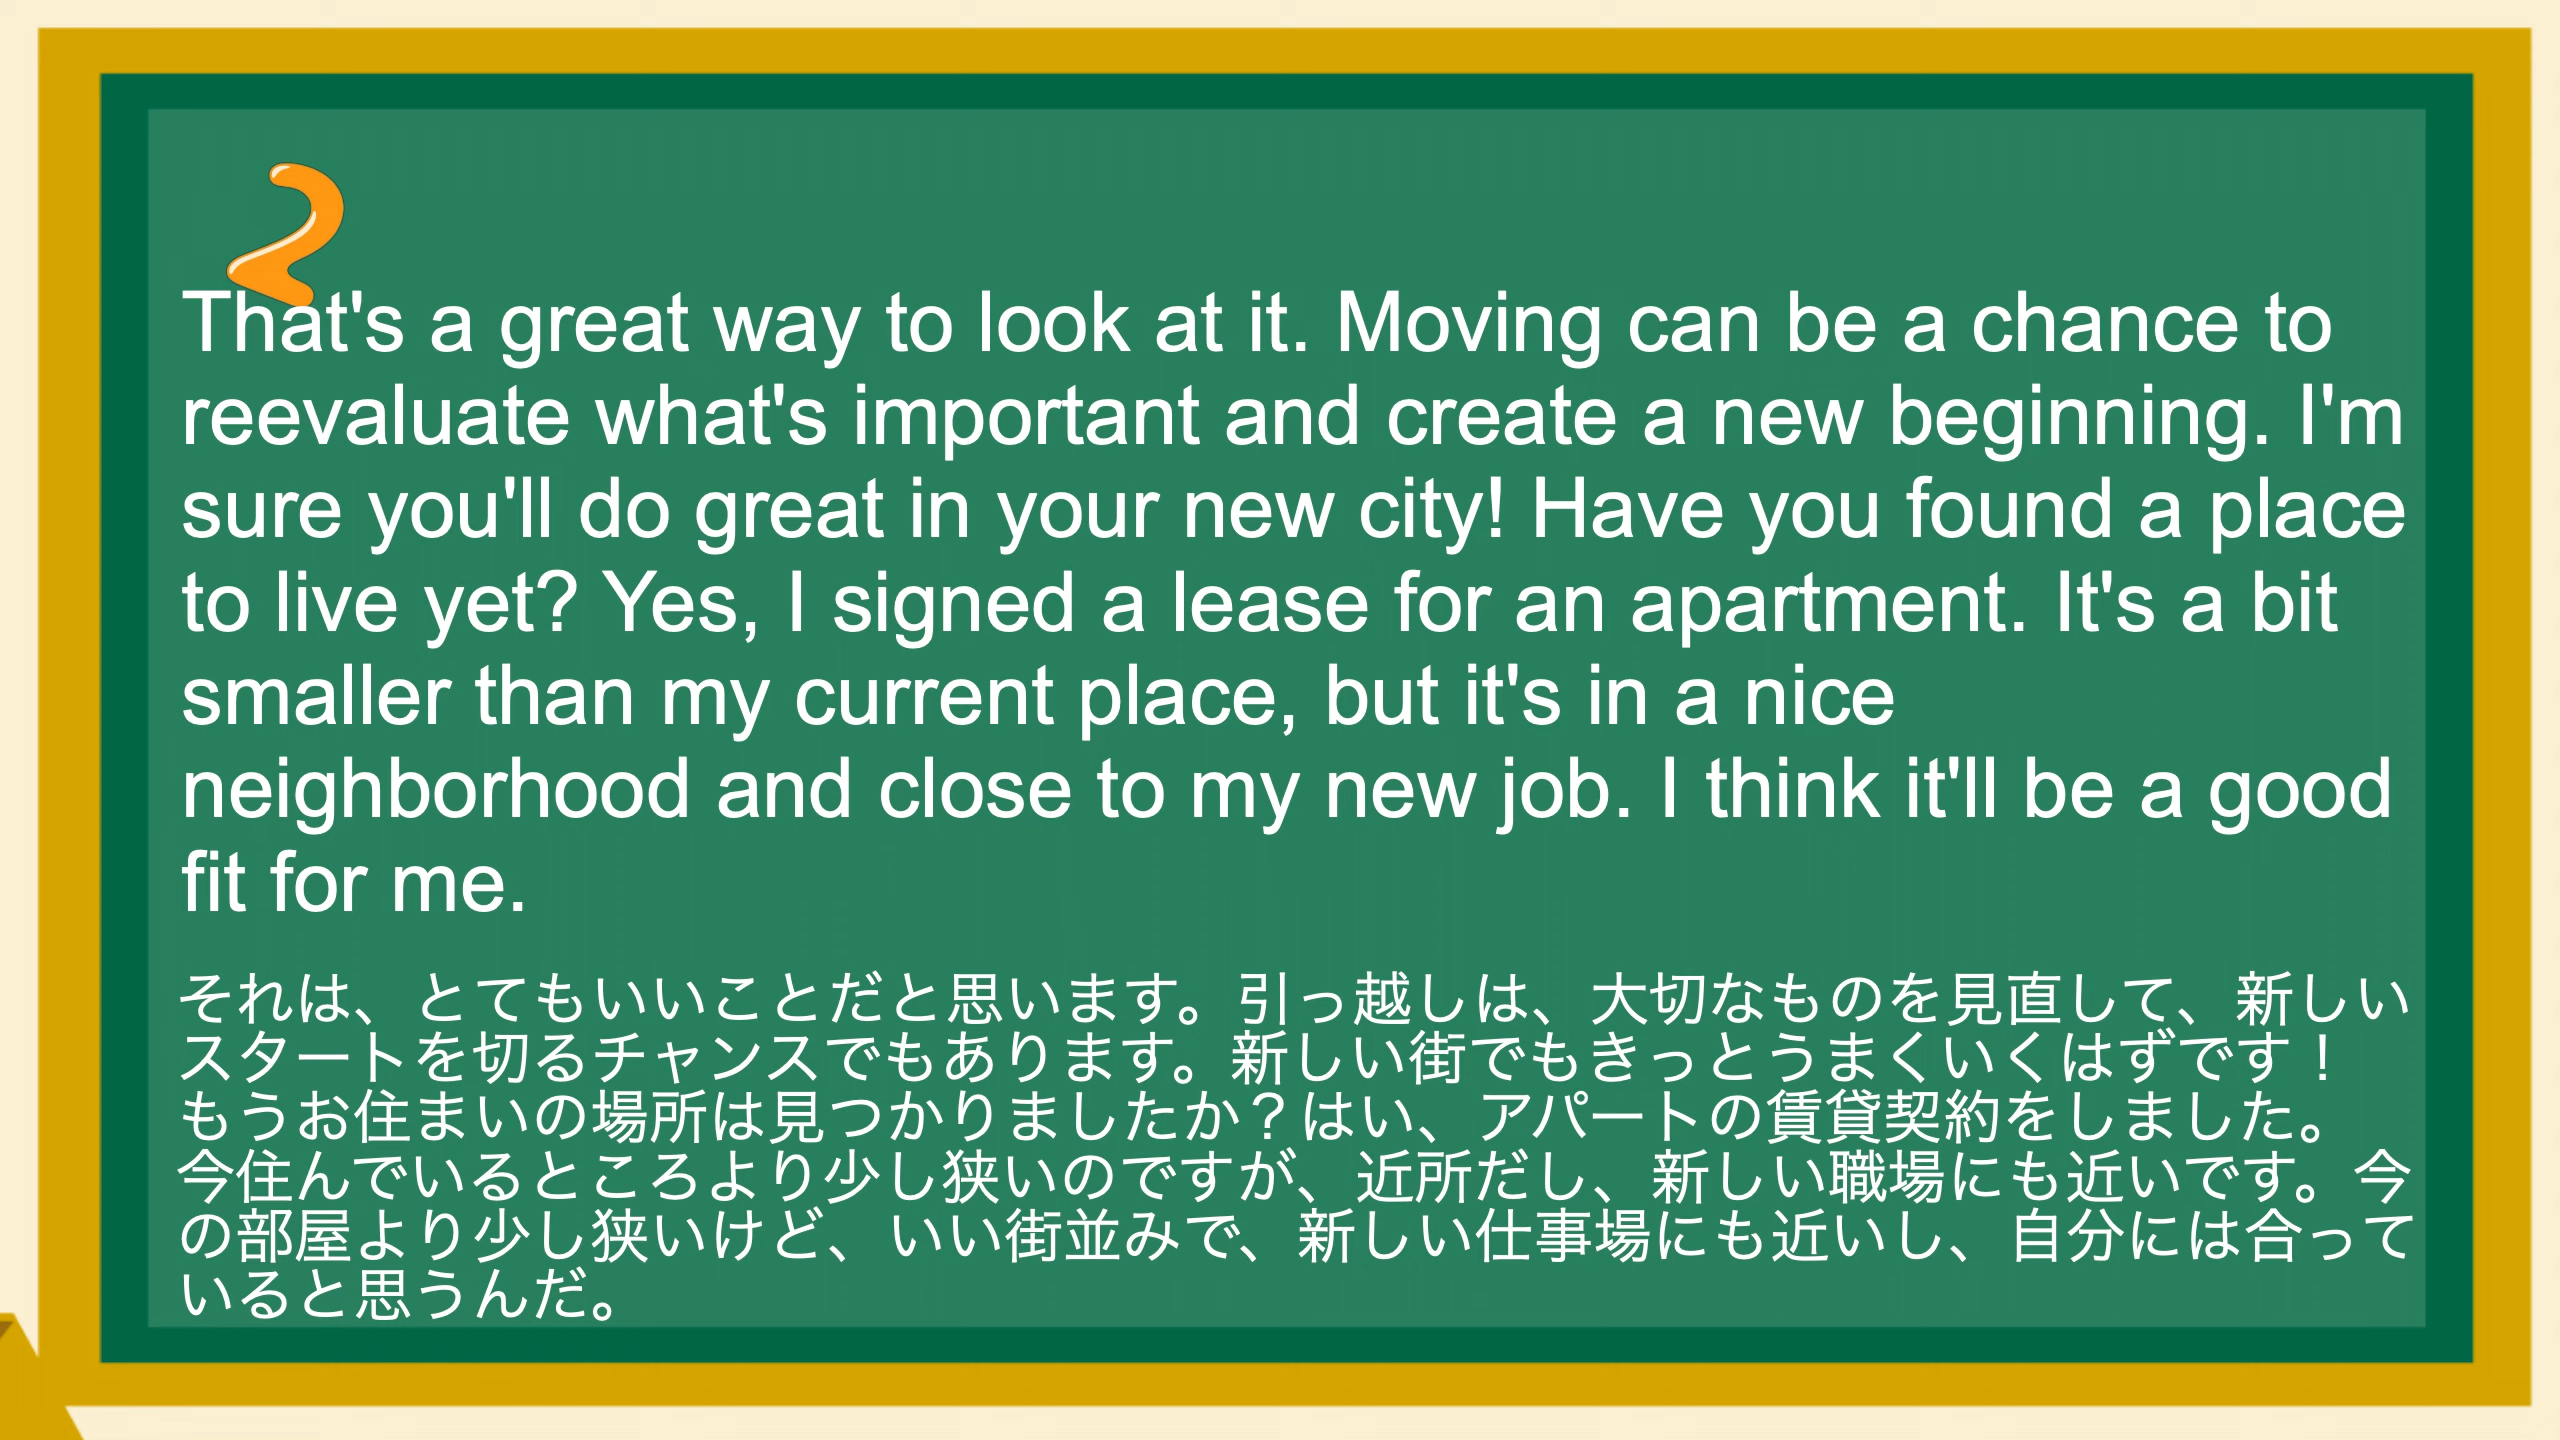 2
That's a great way to look at it. Moving can be a chance to
reevaluate what's important and create a new beginning. I'm
sure you'll do great in your new city! Have you found a place
to live yet? Yes, I signed a lease for an apartment. It's a bit
smaller than my current place, but it's in a nice
neighborhood and close to my new job. I think it'll be a good
fit for me.
それは、とてもいいことだと思います。引っ越しは、大切なものを見直して、新しい
スタートを切るチャンスでもあります。新しい街でもきっとうまくいくはずです！
もうお住まいの場所は見つかりましたか？はい、アパートの賃貸契約をしました。
今住んでいるところより少し狭いのですが、近所だし、新しい職場にも近いです。今
の部屋より少し狭いけど、いい街並みで、新しい仕事場にも近いし、自分には合って
いると思うんだ。